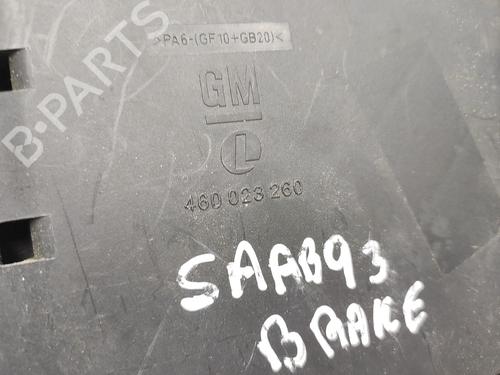 >PA6-(GF10+GB20)<
B-PARTS
GM
L
460 023 260
SAAB93
BRAKE